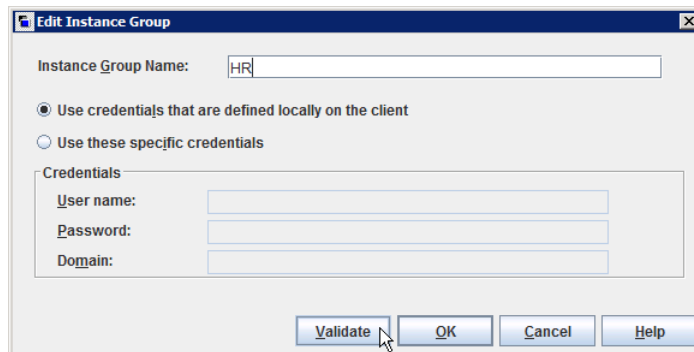 Edit Instance Group
Instance Group Name: HR
Use credentials that are defined locally on the client
Use these specific credentials
Credentials
User name:
Password:
Domain:
Validate OK Cancel Help